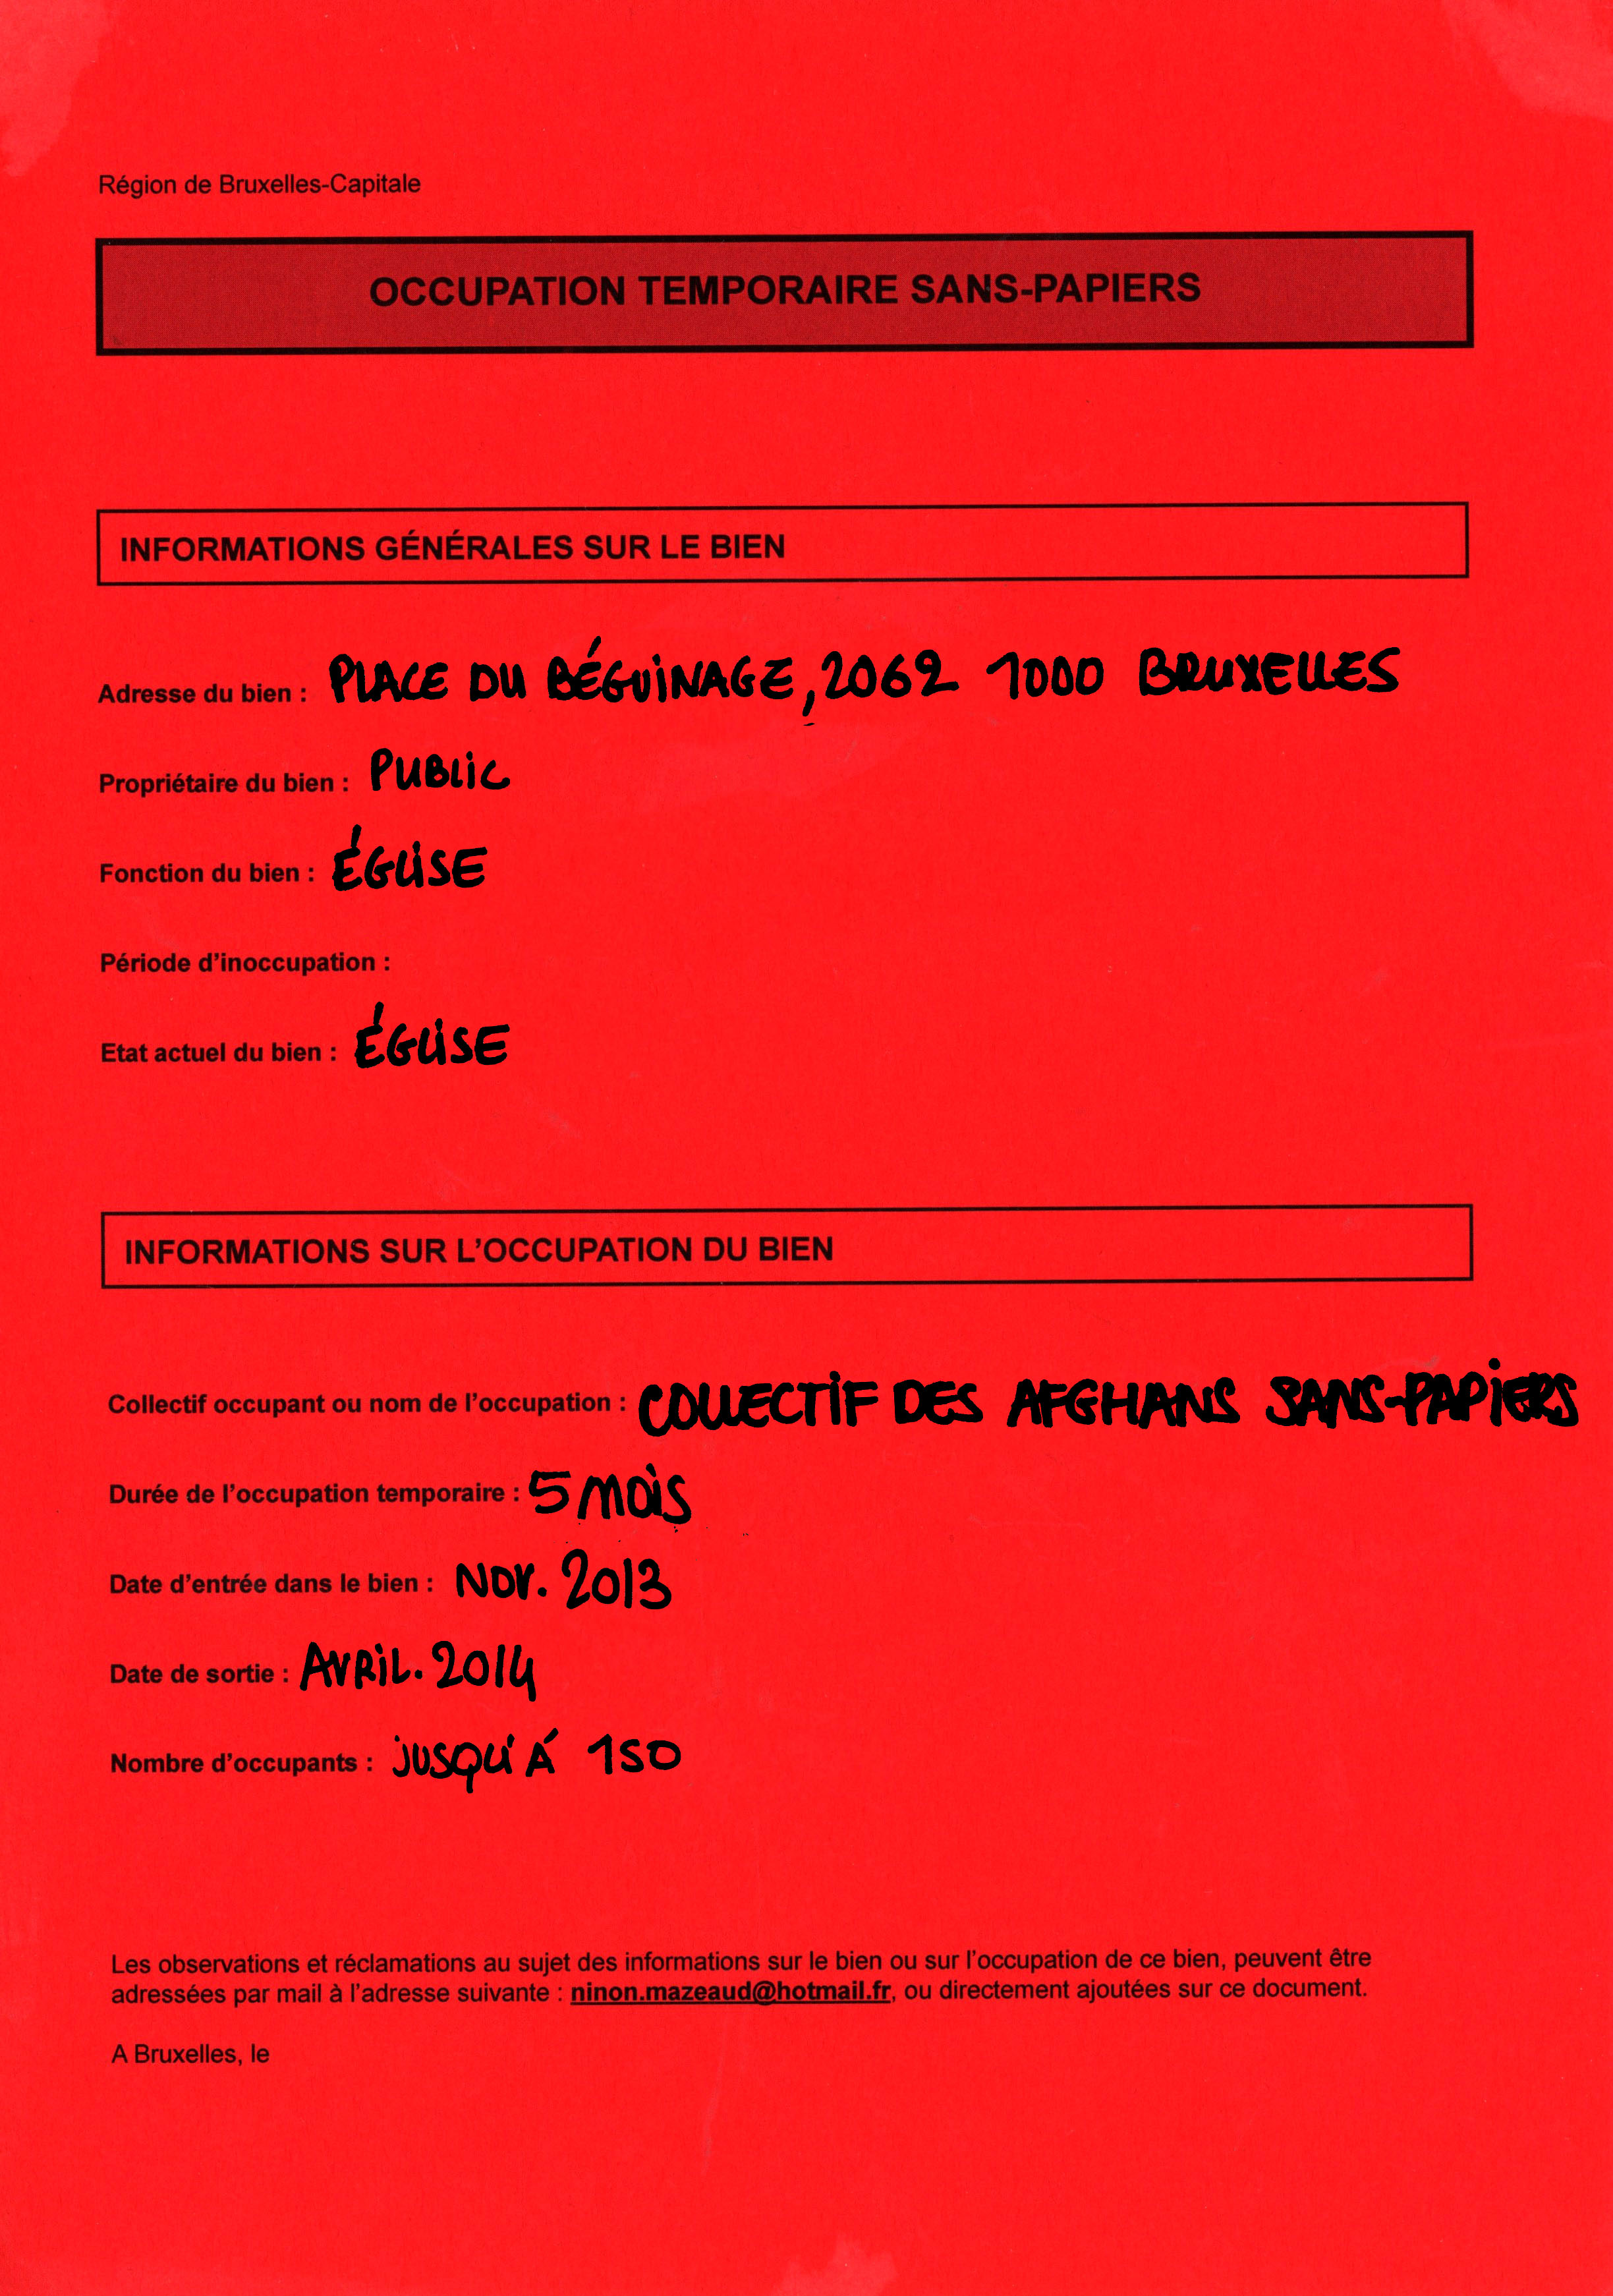 Région de Bruxelles-Capitale
OCCUPATION TEMPORAIRE SANS-PAPIERS
INFORMATIONS GÉNÉRALES SUR LE BIEN
Adresse du bien : PLACE DU BÉGUINAGE, 2062 1000 BRUXELLES
Propriétaire du bien : PUBLIC
Fonction du bien : ÉGLISE
Période d'inoccupation :
Etat actuel du bien : ÉGLISE
INFORMATIONS SUR L'OCCUPATION DU BIEN
Collectif occupant ou nom de l'occupation : COLLECTIF DES AFGHANS SANS-PAPIERS
Durée de l'occupation temporaire : 5 MOIS
Date d'entrée dans le bien : NOV. 2013
Date de sortie : AVRIL. 2014
Nombre d'occupants : JUSQU'Á 150
Les observations et réclamations au sujet des informations sur le bien ou sur l'occupation de ce bien, peuvent être
adressées par mail à l'adresse suivante : ninon.mazeaud@hotmail.fr, ou directement ajoutées sur ce document.
A Bruxelles, le